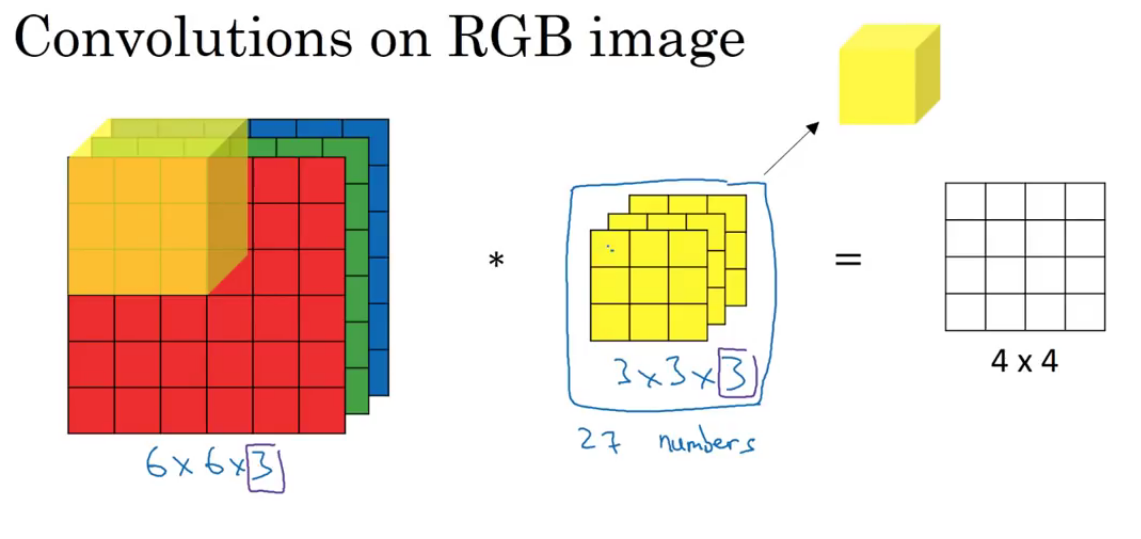 Convolutions on RGB image
*
=
3x3x3
4 x 4
27 numbers
6x6x3